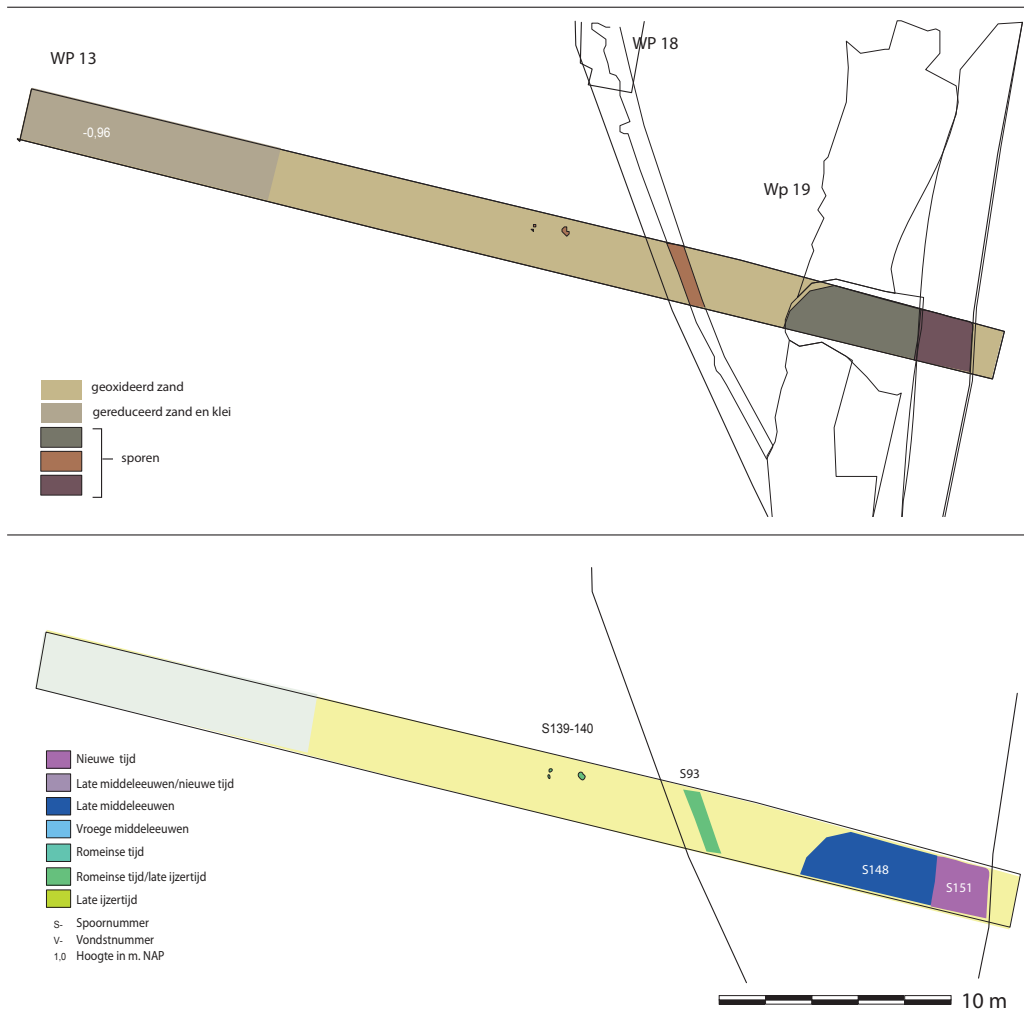 WP 13
WP 18
-0,96
Wp 19
geoxideerd zand
gereduceerd zand en klei
sporen
S139-140
S93
S148
S151
Nieuwe tijd
Late middeleeuwen/nieuwe tijd
Late middeleeuwen
Vroege middeleeuwen
Romeinse tijd
Romeinse tijd/late ijzertijd
Late ijzertijd
S- Spoornummer
V- Vondstnummer
1,0 Hoogte in m. NAP
10 m